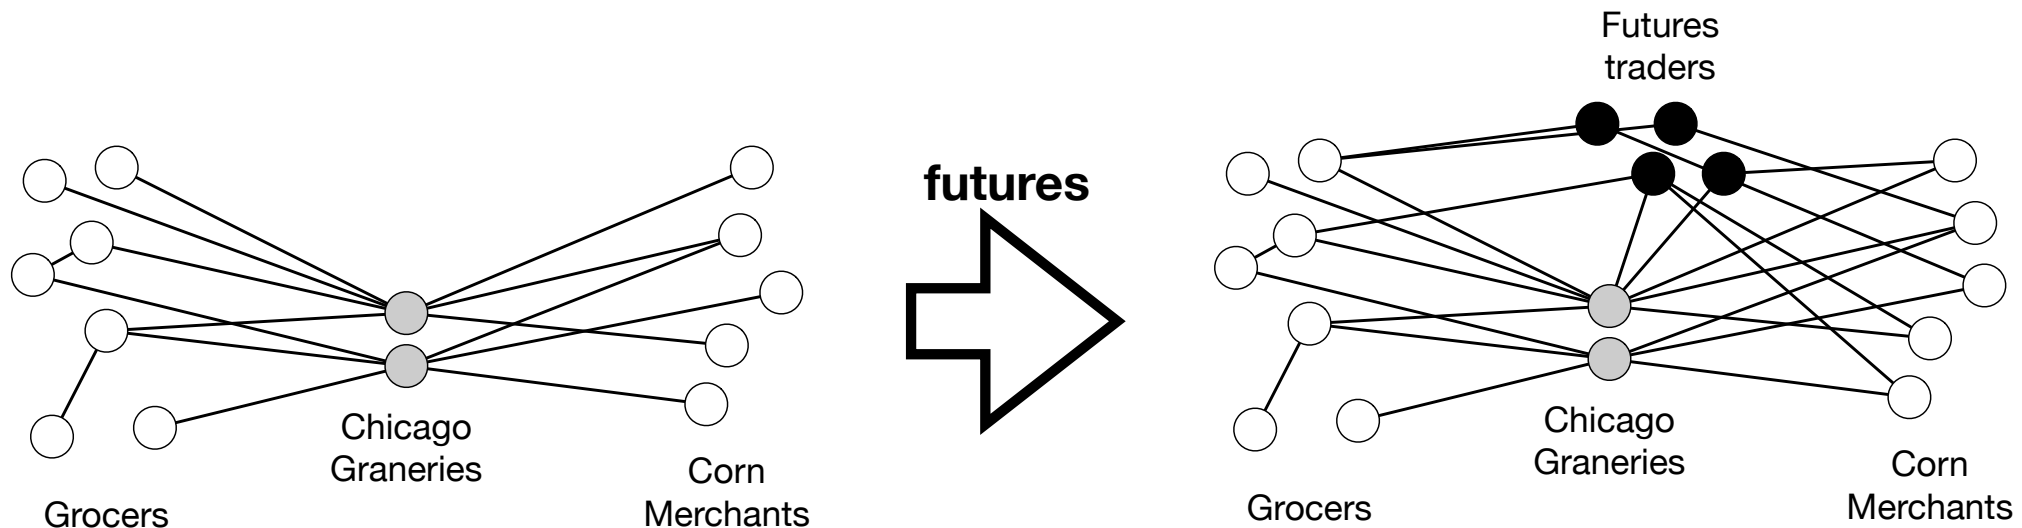 Futures
traders
futures
Chicago
Graneries
Corn
Merchants
Grocers
Chicago
Graneries
Corn
Merchants
Grocers